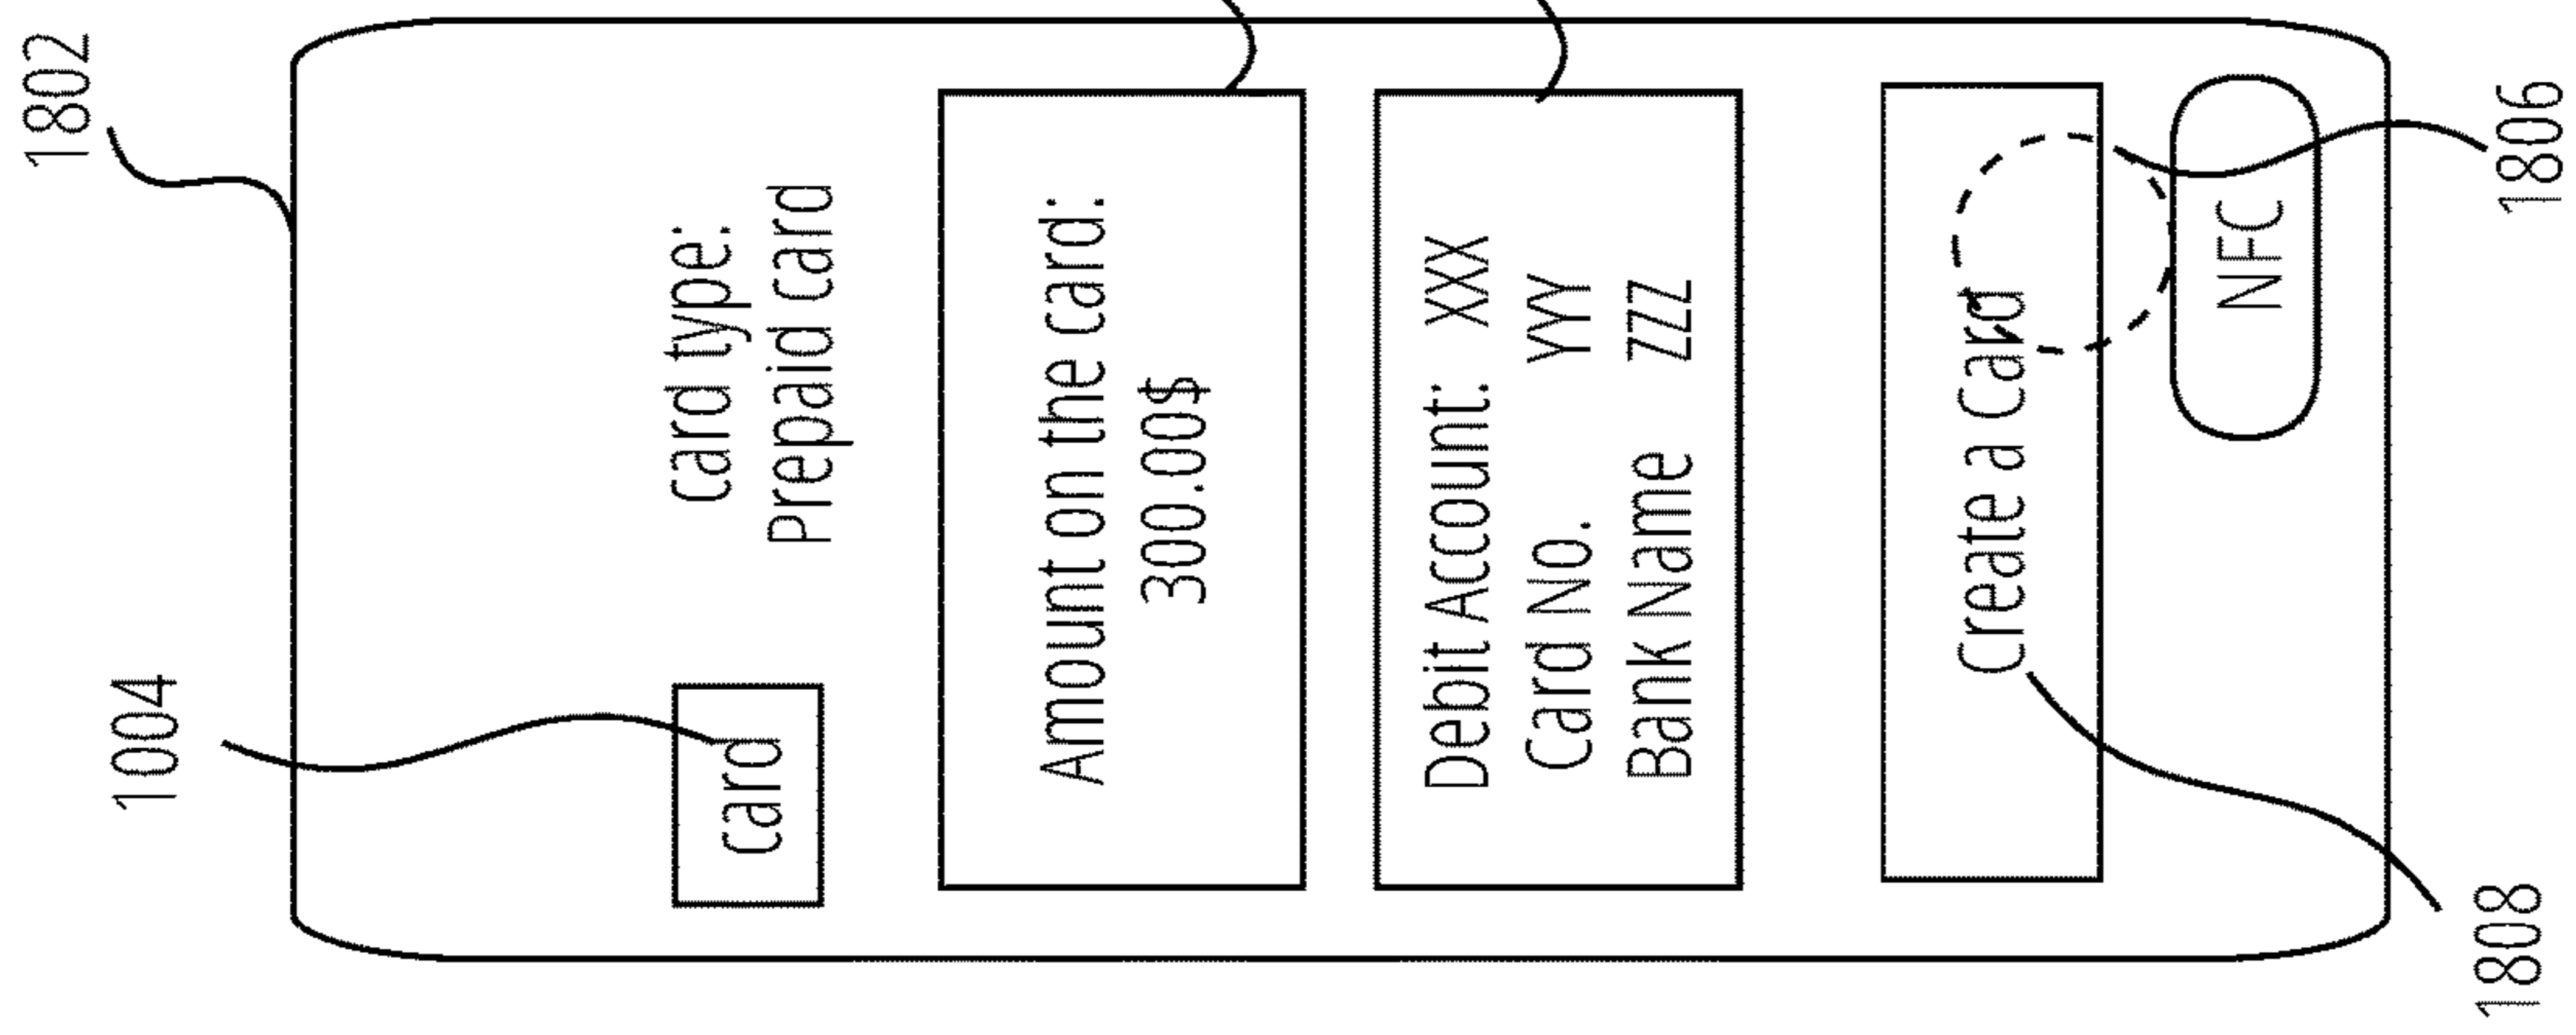 1802
1004
card
card type:
Prepaid card
Amount on the card:
300.00$
Debit Account: XXX
Card No. YYY
Bank Name ZZZ
Create a Card
NFC
1806
1808